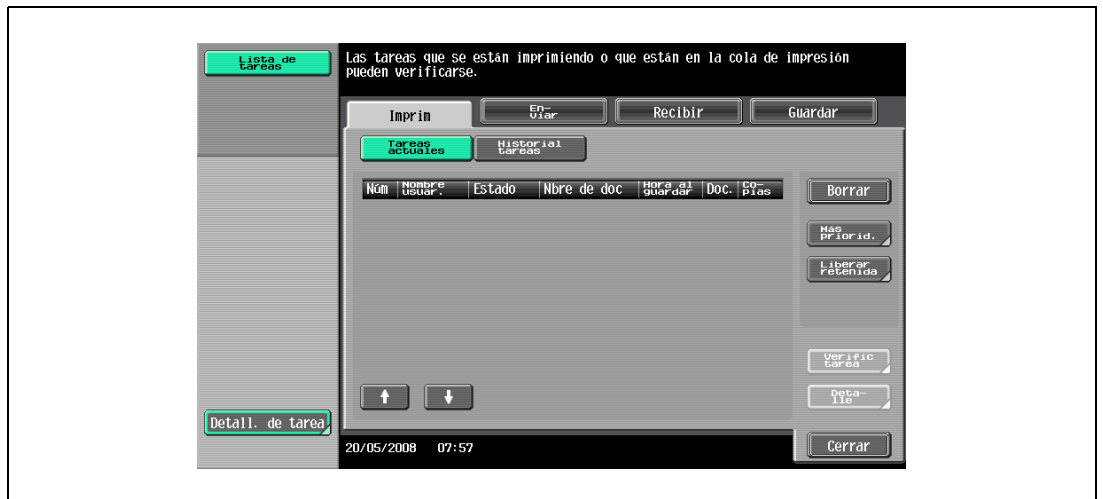 Lista de
tareas
Las tareas que se están imprimiendo o que están en la cola de impresión
pueden verificarse.
Imprim
En-
viar
Recibir
Guardar
Tareas
actuales
Historial
tareas
Núm
Nombre
usuar.
Estado
Nbre de doc
Hora al
guardar
Doc.
Co-
pias
Borrar
Más
priorid.
Liberar
retenida
Verific
tarea
Deta-
lle
Detall. de tarea
20/05/2008 07:57
Cerrar